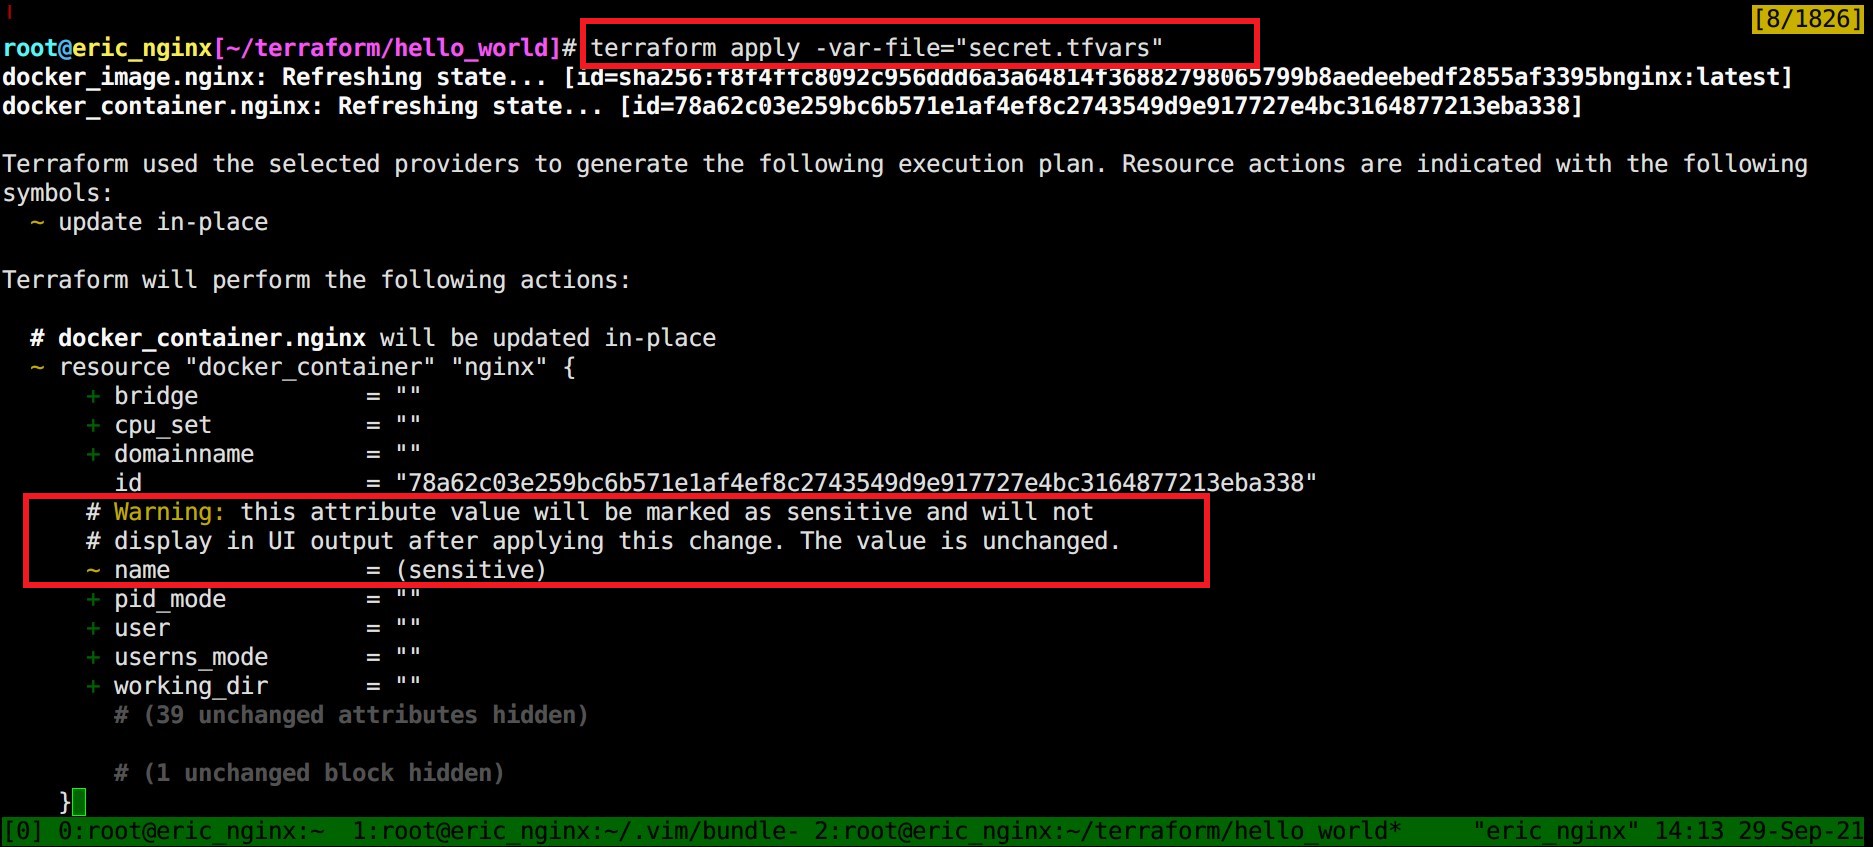 [8/1826]
root@eric_nginx[~/terraform/hello_world]# terraform apply -var-file="secret.tfvars"
docker_image.nginx: Refreshing state... [id=sha256:f8f4ffc8092c956ddd6a3a64814f36882798065799b8aedeebedf2855af3395bnginx:latest]
docker_container.nginx: Refreshing state... [id=78a62c03e259bc6b571e1af4ef8c2743549d9e917727e4bc3164877213eba338]
Terraform used the selected providers to generate the following execution plan. Resource actions are indicated with the following
symbols:
  ~ update in-place
Terraform will perform the following actions:
  # docker_container.nginx will be updated in-place
  ~ resource "docker_container" "nginx" {
      + bridge            = ""
      + cpu_set           = ""
      + domainname        = ""
        id                = "78a62c03e259bc6b571e1af4ef8c2743549d9e917727e4bc3164877213eba338"
      # Warning: this attribute value will be marked as sensitive and will not
      # display in UI output after applying this change. The value is unchanged.
      ~ name              = (sensitive)
      + pid_mode          = ""
      + user              = ""
      + userns_mode       = ""
      + working_dir       = ""
        # (39 unchanged attributes hidden)
        # (1 unchanged block hidden)
    }
[0] 0:root@eric_nginx:~  1:root@eric_nginx:~/.vim/bundle- 2:root@eric_nginx:~/terraform/hello_world*     "eric_nginx" 14:13 29-Sep-21